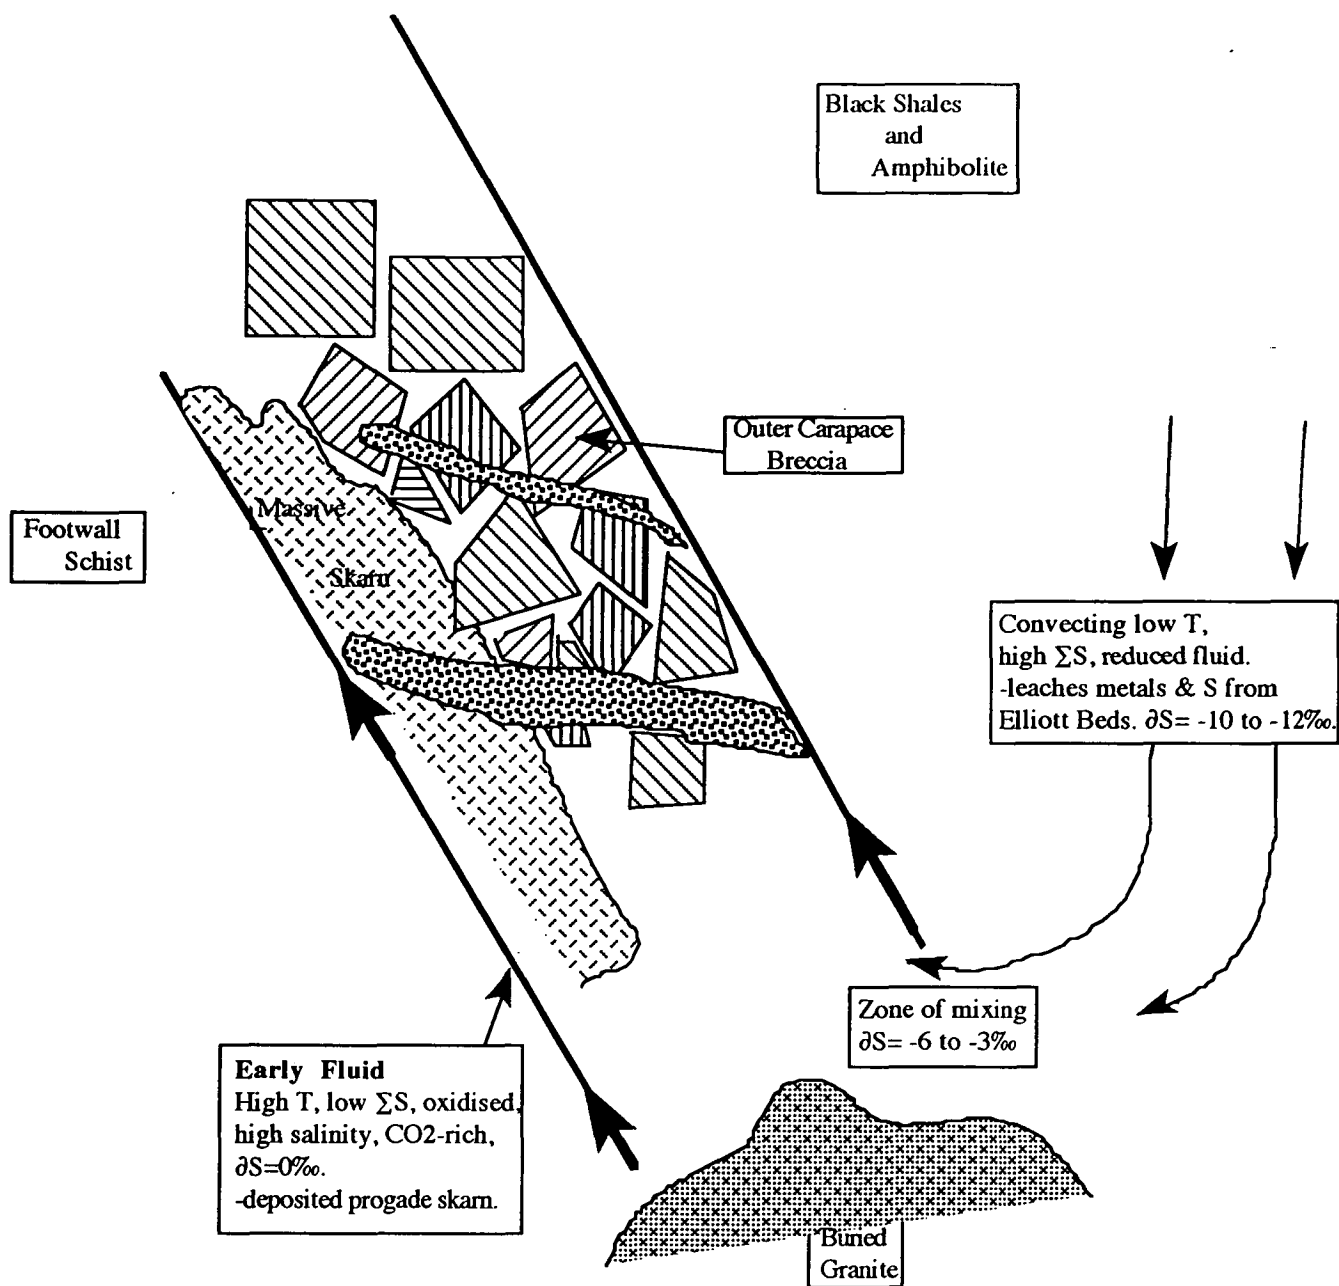 Black Shales
and
Amphibolite
Outer Carapace
Breccia
Massive
Skarn
Footwall
Schist
Convecting low T,
high ∑S, reduced fluid.
-leaches metals & S from
Elliott Beds. ∂S= -10 to -12‰.
Zone of mixing
∂S= -6 to -3‰
Early Fluid
High T, low ∑S, oxidised,
high salinity, CO2-rich,
∂S=0‰.
-deposited progade skarn.
Buried
Granite